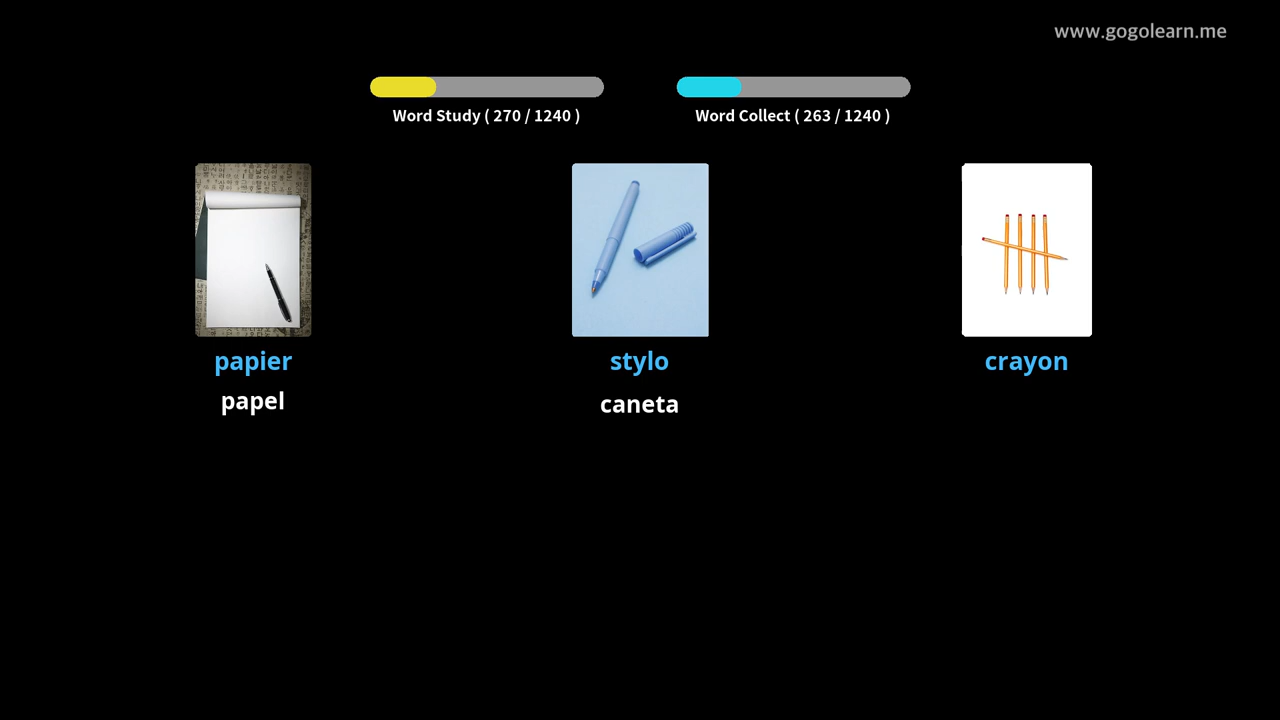 www.gogolearn.me
Word Study ( 270 / 1240 )
Word Collect ( 263 / 1240 )
papier
stylo
crayon
papel
caneta